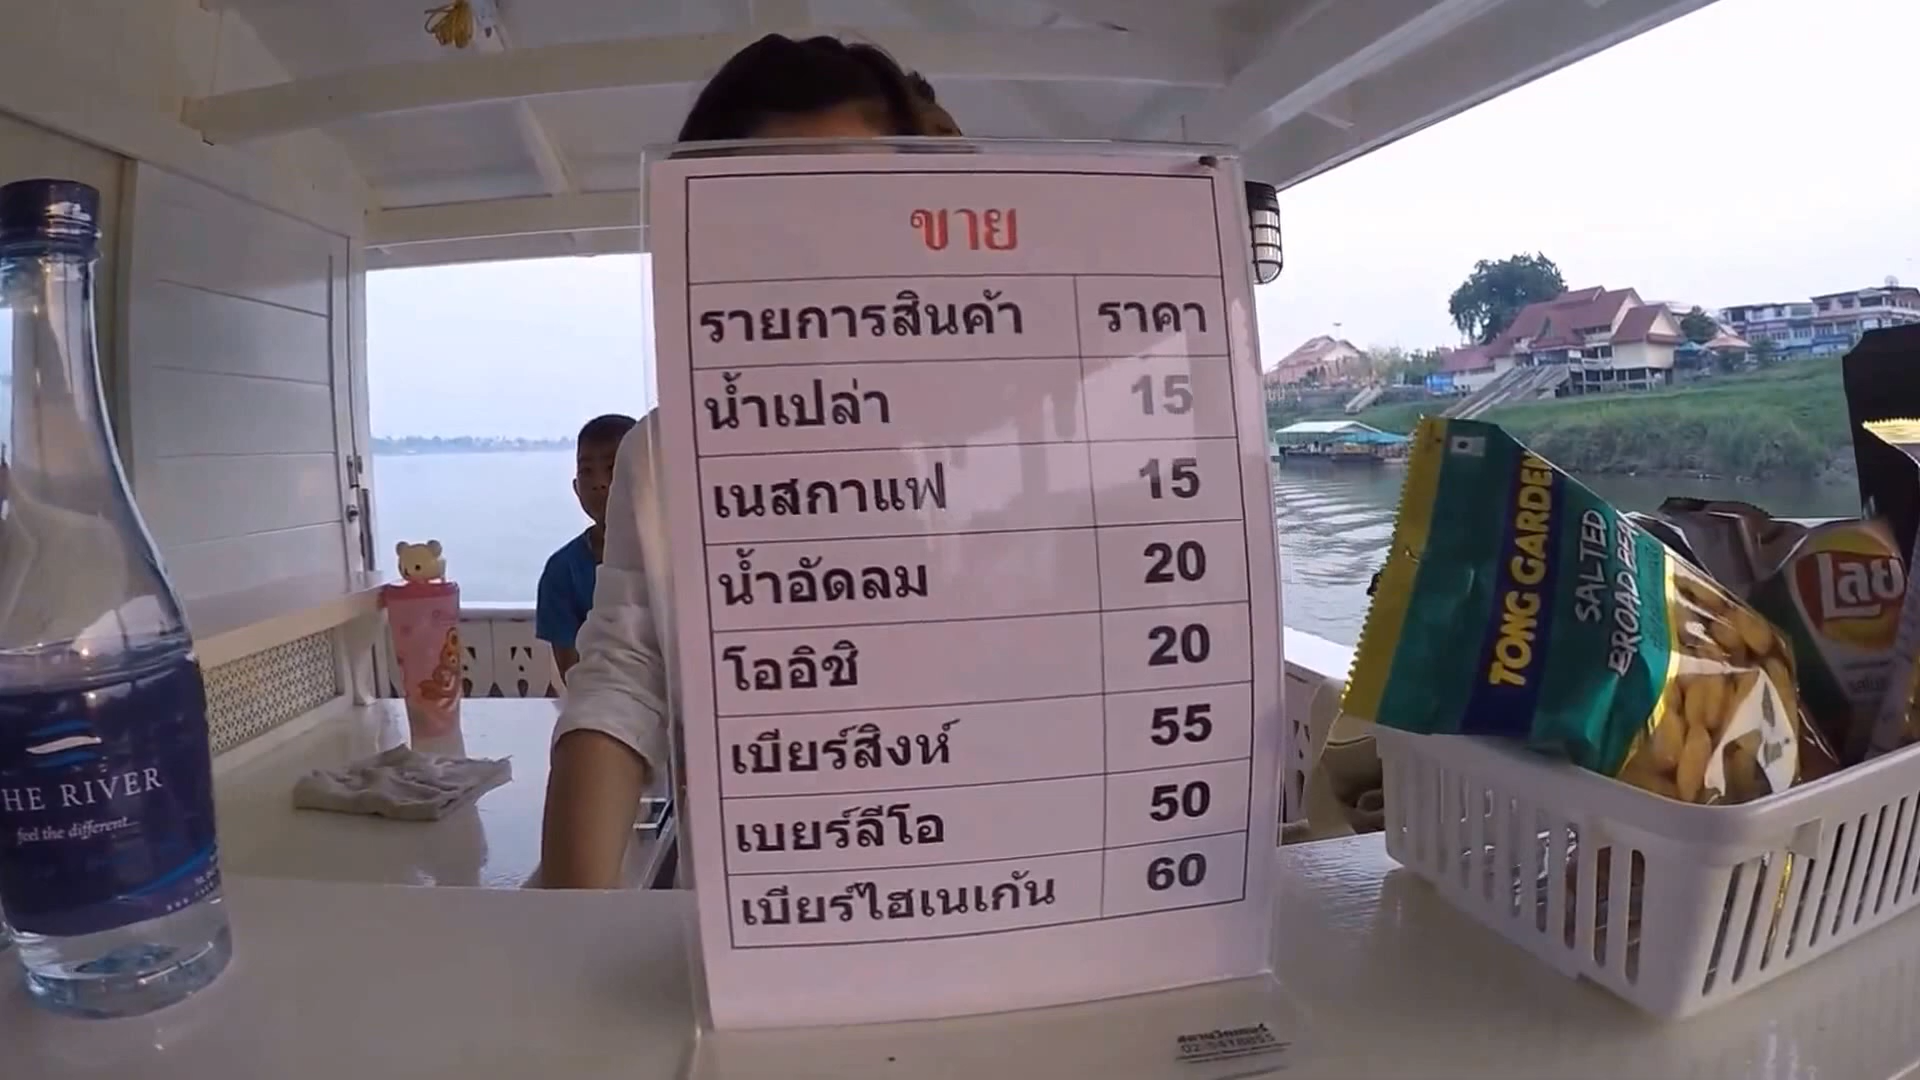 ขาย
รายการสินค้า ราคา
น้ำเปล่า 15
เนสกาแฟ 15
น้ำอัดลม 20
โออิชิ 20
เบียร์สิงห์ 55
เบยร์ลีโอ 50
เบียร์ไฮเนเก้น 60
HE RIVER
feel the different...
TONG GARDEN
SALTED
BROAD BEA
เลย